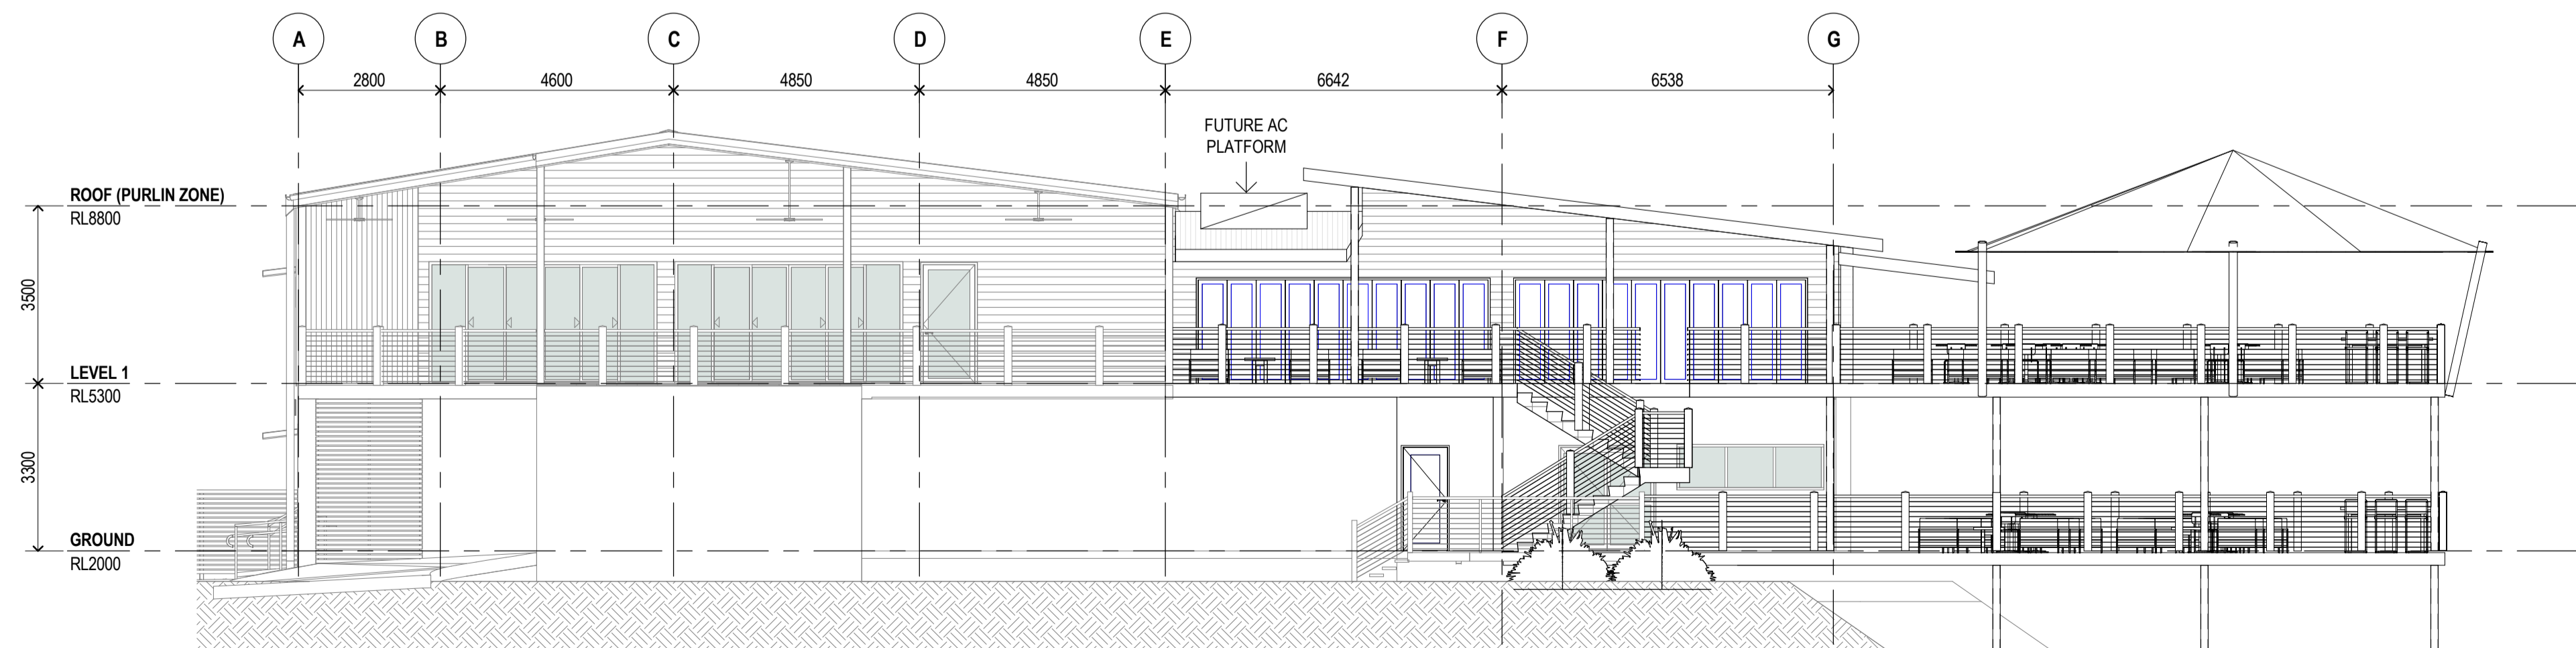 A B C D E F G
2800 4600 4850 4850 6642 6538
FUTURE AC
PLATFORM
ROOF (PURLIN ZONE)
RL8800
3500
LEVEL 1
RL5300
3300
GROUND
RL2000